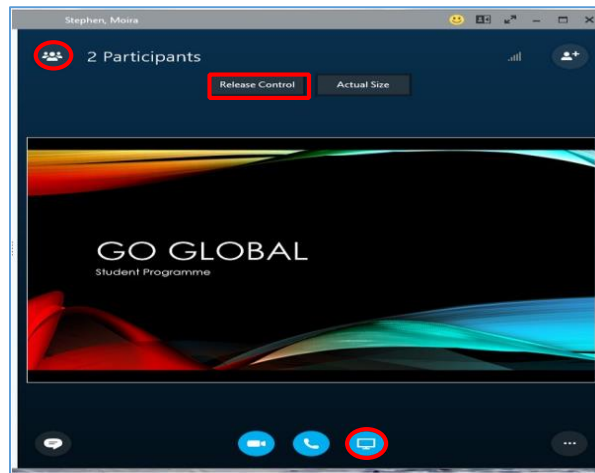 Stephen, Moira
2 Participants
Release Control
Actual Size
GO GLOBAL
Student Programme